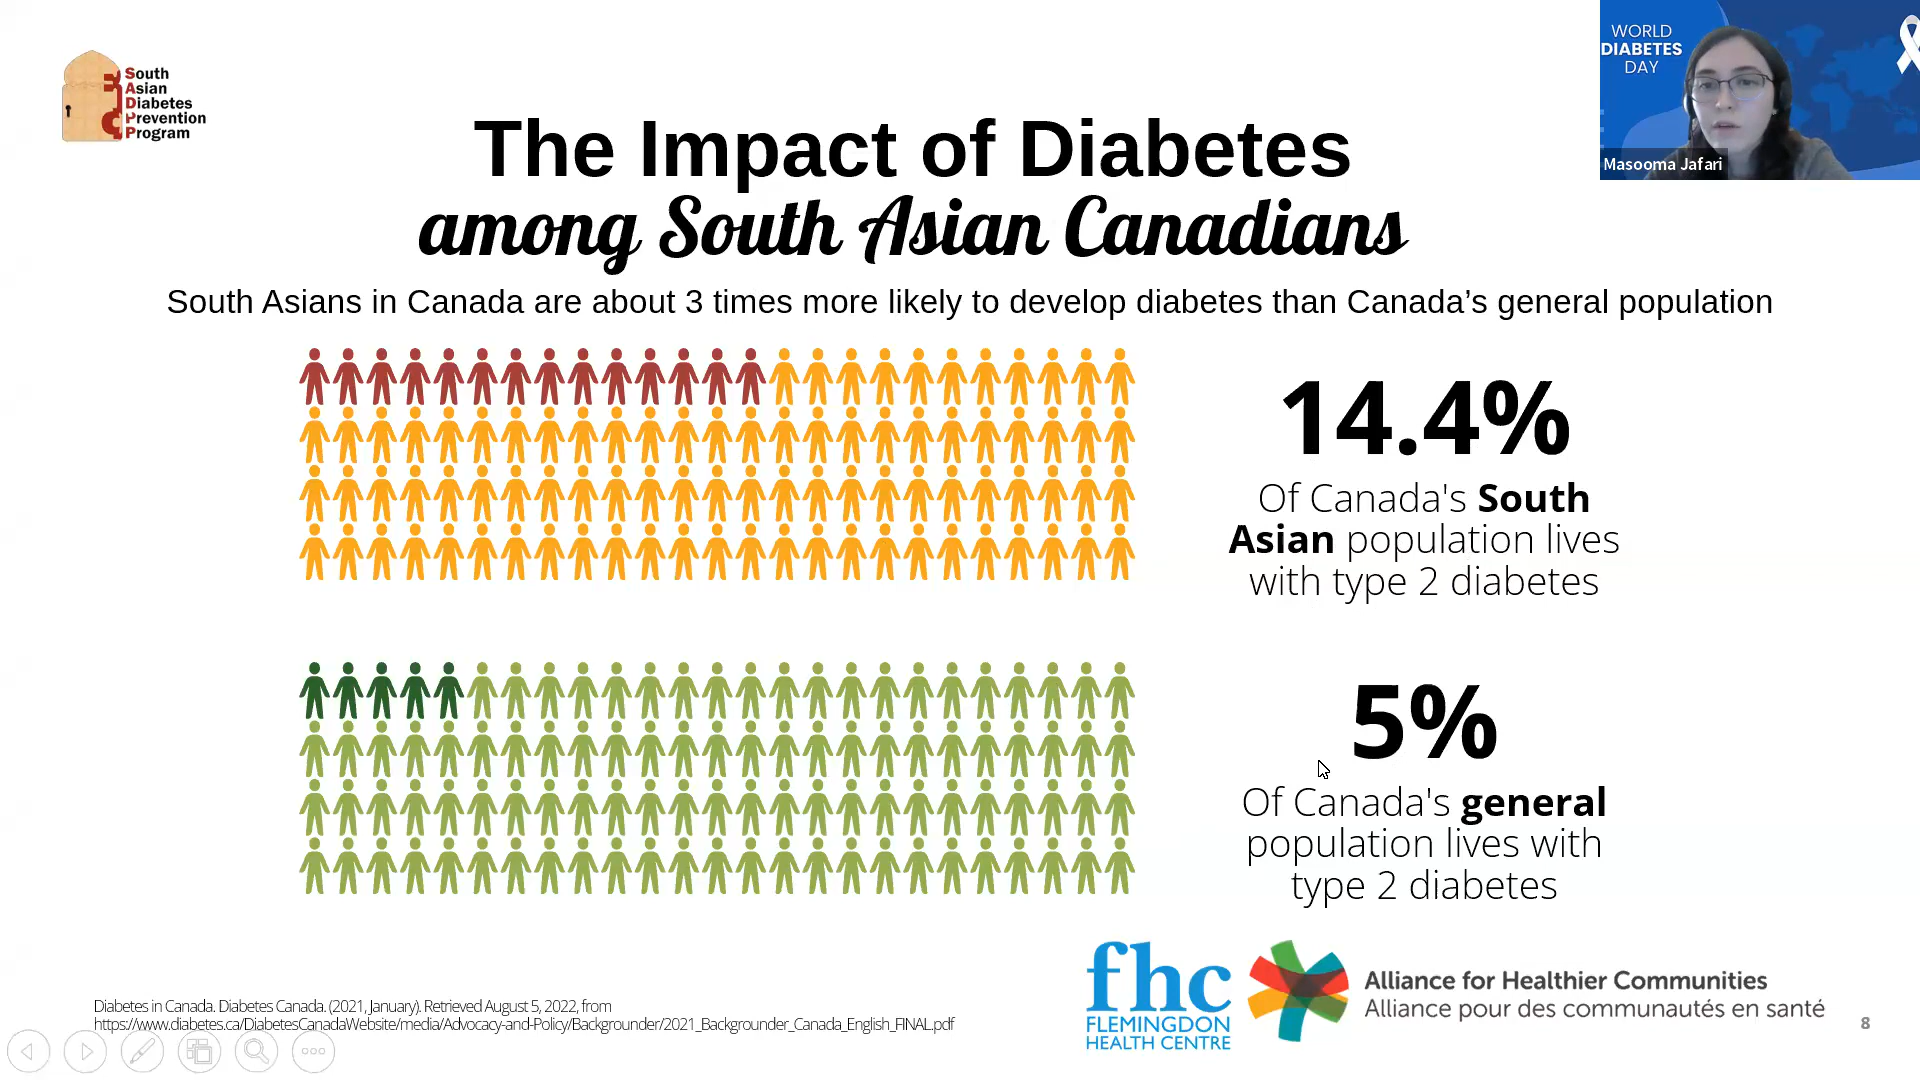 South
Asian
Diabetes
Prevention
Program
The Impact of Diabetes
among South Asian Canadians
South Asians in Canada are about 3 times more likely to develop diabetes than Canada’s general population
WORLD
DIABETES
DAY
Masooma Jafari
14.4%
Of Canada's South
Asian population lives
with type 2 diabetes
5%
Of Canada's general
population lives with
type 2 diabetes
Diabetes in Canada. Diabetes Canada. (2021, January). Retrieved August 5, 2022, from
https://www.diabetes.ca/DiabetesCanadaWebsite/media/Advocacy-and-Policy/Backgrounder/2021_Backgrounder_Canada_English_FINAL.pdf
fhc
FLEMINGDON
HEALTH CENTRE
Alliance for Healthier Communities
Alliance pour des communautés en santé
8